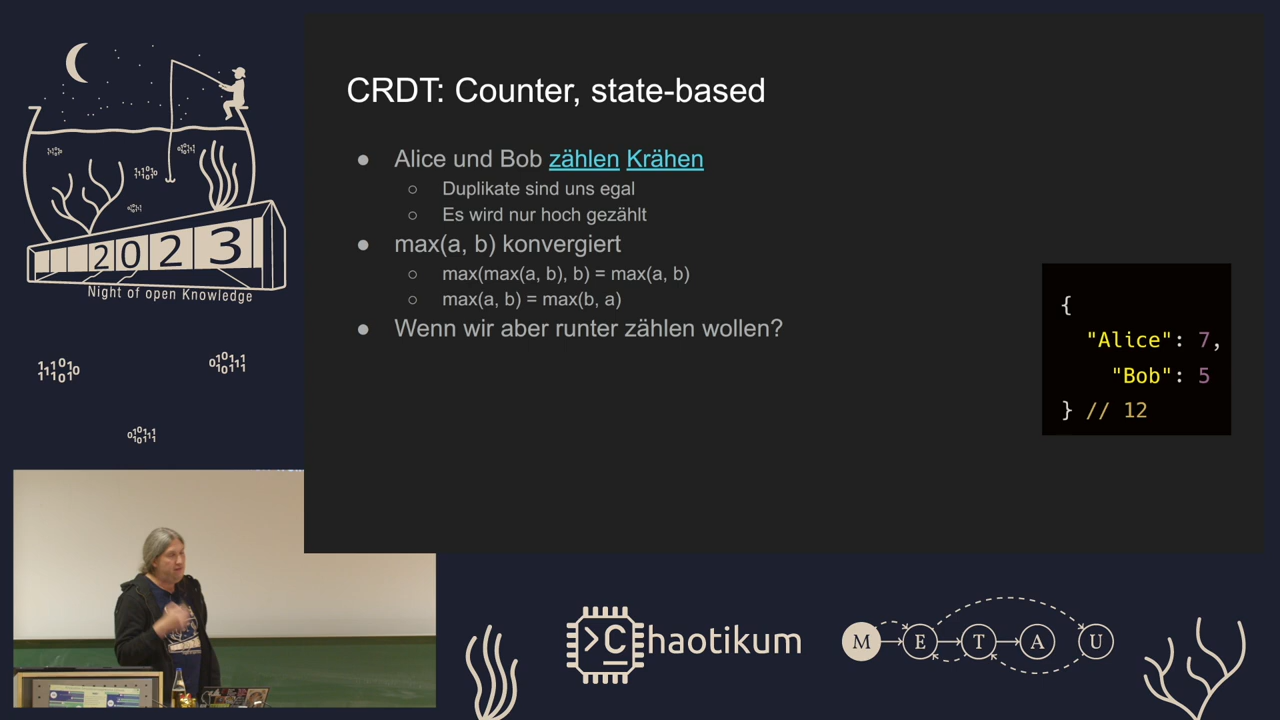 CRDT: Counter, state-based
● Alice und Bob zählen Krähen
○ Duplikate sind uns egal
○ Es wird nur hoch gezählt
● max(a, b) konvergiert
○ max(max(a, b), b) = max(a, b)
○ max(a, b) = max(b, a)
● Wenn wir aber runter zählen wollen?
{
"Alice": 7,
"Bob": 5
} // 12
2023
Night of open Knowledge
>C haotikum
M E T A U